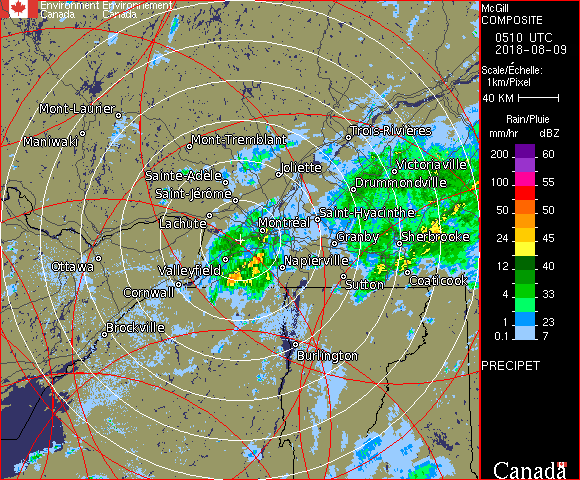 Environment Environnement
Canada Canada
McGill
COMPOSITE
0510 UTC
2018-08-09
Scale/Échelle:
1km/Pixel
40 KM
Rain/Pluie
mm/hr dBZ
200 60
100 55
50 50
24 45
12 40
4 33
1 23
0.1 7
PRECIPET
Canada
Mont-Laurier
Maniwaki
Mont-Tremblant
Trois-Rivières
Sainte-Adèle
Joliette
Victoriaville
Saint-Jérôme
Drummondville
Lachute
Montréal
Saint-Hyacinthe
Granby
Sherbrooke
Ottawa
Valleyfield
Napierville
Cornwall
Sutton
Coaticook
Brockville
Burlington